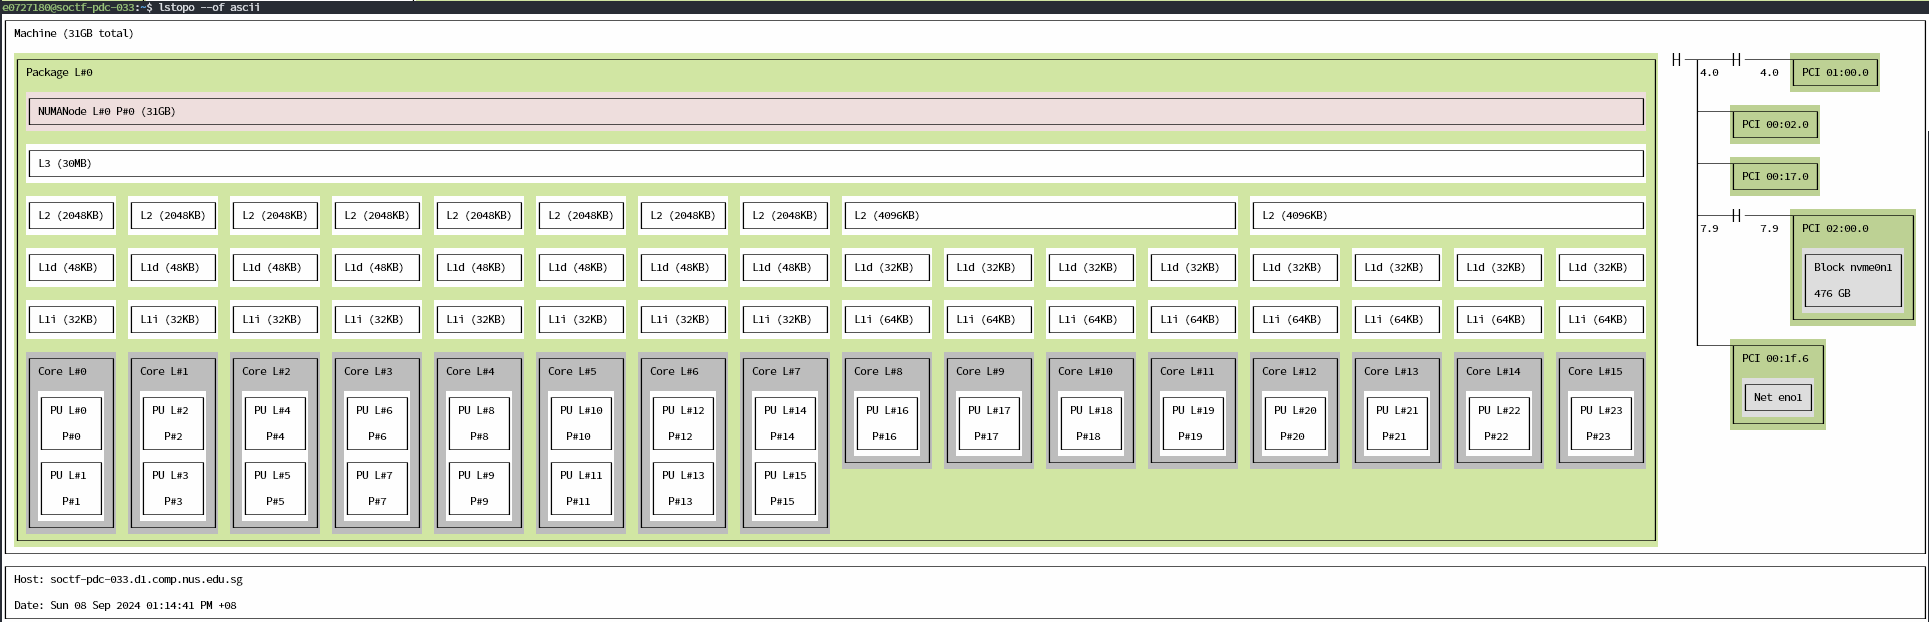 e0727180@soctf-pdc-033:~$ lstopo --of ascii
Machine (31GB total)
Package L#0
NUMANode L#0 P#0 (31GB)
L3 (30MB)
L2 (2048KB) L2 (2048KB) L2 (2048KB) L2 (2048KB) L2 (2048KB) L2 (2048KB) L2 (2048KB) L2 (2048KB) L2 (4096KB) L2 (4096KB)
L1d (48KB) L1d (48KB) L1d (48KB) L1d (48KB) L1d (48KB) L1d (48KB) L1d (48KB) L1d (48KB) L1d (32KB) L1d (32KB) L1d (32KB) L1d (32KB) L1d (32KB) L1d (32KB) L1d (32KB) L1d (32KB)
L1i (32KB) L1i (32KB) L1i (32KB) L1i (32KB) L1i (32KB) L1i (32KB) L1i (32KB) L1i (32KB) L1i (64KB) L1i (64KB) L1i (64KB) L1i (64KB) L1i (64KB) L1i (64KB) L1i (64KB) L1i (64KB)
Core L#0 Core L#1 Core L#2 Core L#3 Core L#4 Core L#5 Core L#6 Core L#7 Core L#8 Core L#9 Core L#10 Core L#11 Core L#12 Core L#13 Core L#14 Core L#15
PU L#0 PU L#2 PU L#4 PU L#6 PU L#8 PU L#10 PU L#12 PU L#14 PU L#16 PU L#17 PU L#18 PU L#19 PU L#20 PU L#21 PU L#22 PU L#23
P#0 P#2 P#4 P#6 P#8 P#10 P#12 P#14 P#16 P#17 P#18 P#19 P#20 P#21 P#22 P#23
PU L#1 PU L#3 PU L#5 PU L#7 PU L#9 PU L#11 PU L#13 PU L#15
P#1 P#3 P#5 P#7 P#9 P#11 P#13 P#15
4.0 4.0 PCI 01:00.0
PCI 00:02.0
PCI 00:17.0
7.9 7.9 PCI 02:00.0
Block nvme0n1
476 GB
PCI 00:1f.6
Net eno1
Host: soctf-pdc-033.d1.comp.nus.edu.sg
Date: Sun 08 Sep 2024 01:14:41 PM +08